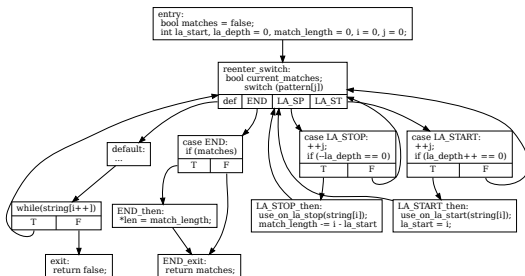 entry:
bool matches = false;
int la_start, la_depth = 0, match_length = 0, i = 0, j = 0;
reenter_switch:
bool current_matches;
switch (pattern[j])
def END LA_SP LA_ST
default:
...
case END:
if (matches)
T F
case LA_STOP:
++j;
if (--la_depth == 0)
T F
case LA_START:
++j;
if (la_depth++ == 0)
T F
while(string[i++])
T F
END_then:
*len = match_length;
LA_STOP_then:
use_on_la_stop(string[i]);
match_length -= i - la_start
LA_START_then:
use_on_la_start(string[i]);
la_start = i;
exit:
return false;
END_exit:
return matches;